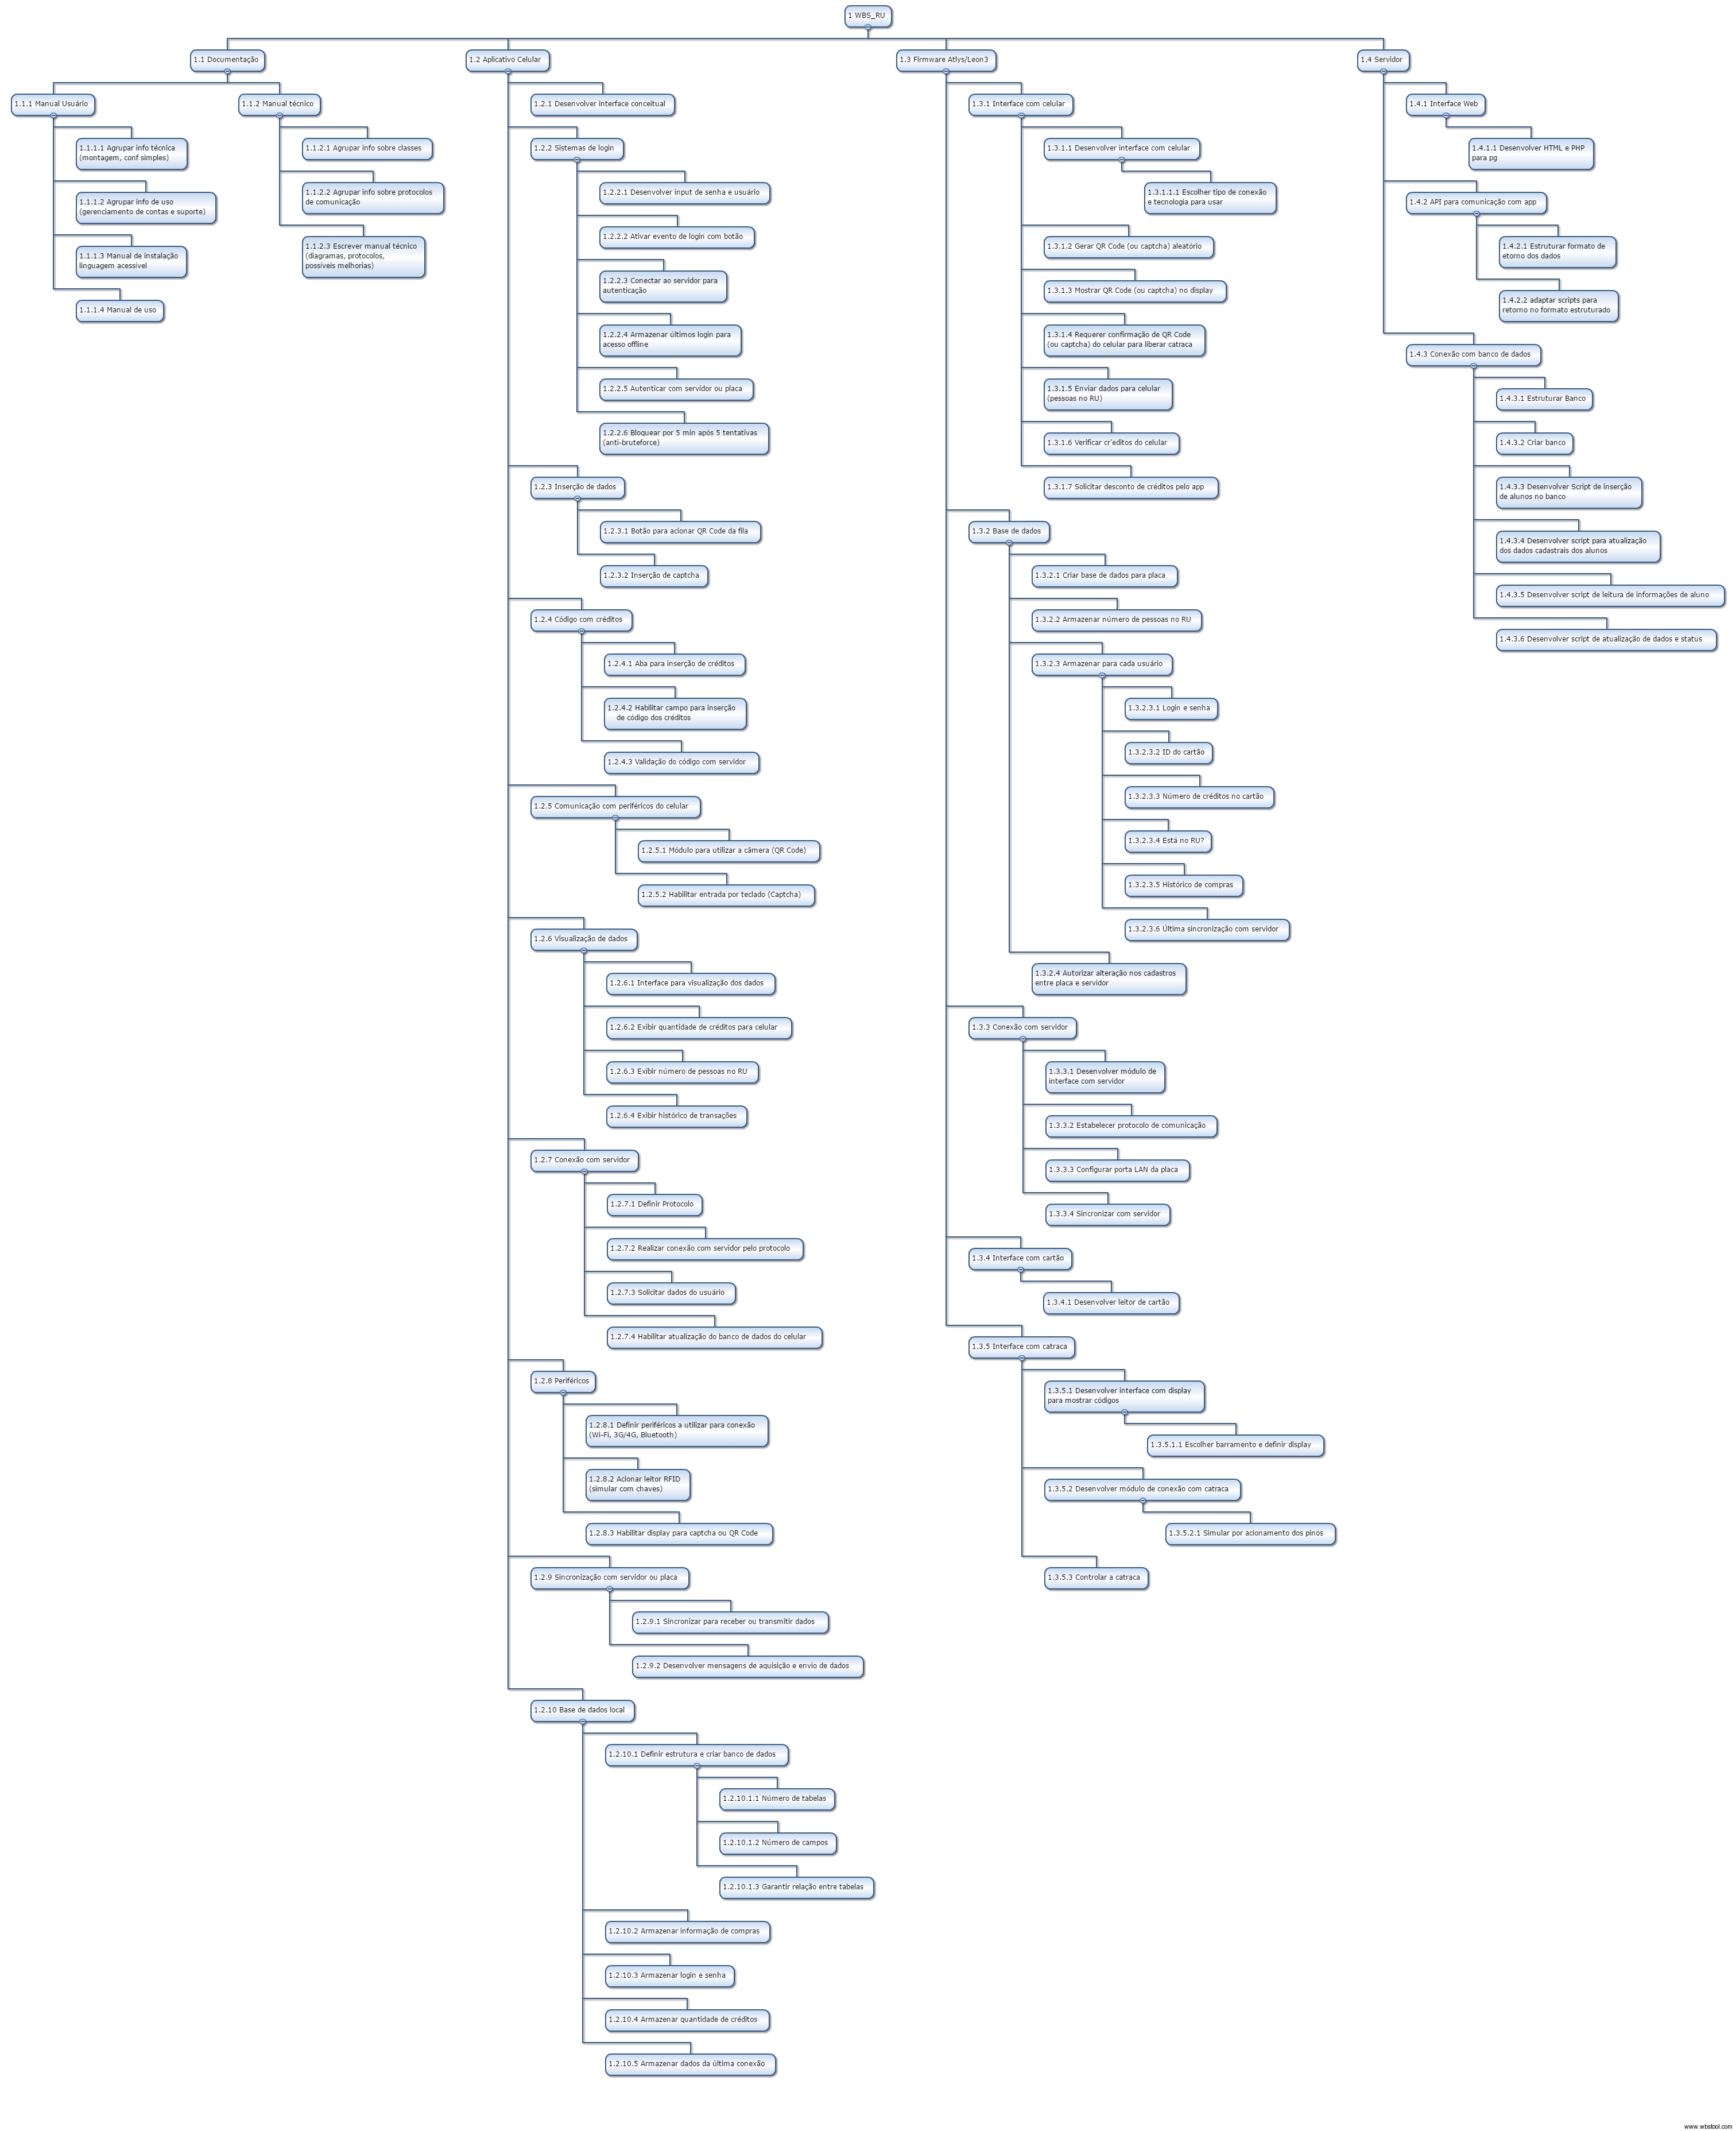 1 WBS_RU
1.1 Documentação
1.1.1 Manual Usuário
1.1.1.1 Agrupar info técnica
(montagem, conf simples)
1.1.1.2 Agrupar info de uso
(gerenciamento de contas e suporte)
1.1.1.3 Manual de instalação
linguagem acessível
1.1.1.4 Manual de uso
1.1.2 Manual técnico
1.1.2.1 Agrupar info sobre classes
1.1.2.2 Agrupar info sobre protocolos
de comunicação
1.1.2.3 Escrever manual técnico
(diagramas, protocolos,
possíveis melhorias)
1.2 Aplicativo Celular
1.2.1 Desenvolver interface conceitual
1.2.2 Sistemas de login
1.2.2.1 Desenvolver input de senha e usuário
1.2.2.2 Ativar evento de login com botão
1.2.2.3 Conectar ao servidor para
autenticação
1.2.2.4 Armazenar últimos login para
acesso offline
1.2.2.5 Autenticar com servidor ou placa
1.2.2.6 Bloquear por 5 min após 5 tentativas
(anti-bruteforce)
1.2.3 Inserção de dados
1.2.3.1 Botão para acionar QR Code da fila
1.2.3.2 Inserção de captcha
1.2.4 Código com créditos
1.2.4.1 Aba para inserção de créditos
1.2.4.2 Habilitar campo para inserção
de código dos créditos
1.2.4.3 Validação do código com servidor
1.2.5 Comunicação com periféricos do celular
1.2.5.1 Módulo para utilizar a câmera (QR Code)
1.2.5.2 Habilitar entrada por teclado (Captcha)
1.2.6 Visualização de dados
1.2.6.1 Interface para visualização dos dados
1.2.6.2 Exibir quantidade de créditos para celular
1.2.6.3 Exibir número de pessoas no RU
1.2.6.4 Exibir histórico de transações
1.2.7 Conexão com servidor
1.2.7.1 Definir Protocolo
1.2.7.2 Realizar conexão com servidor pelo protocolo
1.2.7.3 Solicitar dados do usuário
1.2.7.4 Habilitar atualização do banco de dados do celular
1.2.8 Periféricos
1.2.8.1 Definir periféricos a utilizar para conexão
(Wi-Fi, 3G/4G, Bluetooth)
1.2.8.2 Acionar leitor RFID
(simular com chaves)
1.2.8.3 Habilitar display para captcha ou QR Code
1.2.9 Sincronização com servidor ou placa
1.2.9.1 Sincronizar para receber ou transmitir dados
1.2.9.2 Desenvolver mensagens de aquisição e envio de dados
1.2.10 Base de dados local
1.2.10.1 Definir estrutura e criar banco de dados
1.2.10.1.1 Número de tabelas
1.2.10.1.2 Número de campos
1.2.10.1.3 Garantir relação entre tabelas
1.2.10.2 Armazenar informação de compras
1.2.10.3 Armazenar login e senha
1.2.10.4 Armazenar quantidade de créditos
1.2.10.5 Armazenar dados da última conexão
1.3 Firmware Atlys/Leon3
1.3.1 Interface com celular
1.3.1.1 Desenvolver interface com celular
1.3.1.1.1 Escolher tipo de conexão
e tecnologia para usar
1.3.1.2 Gerar QR Code (ou captcha) aleatório
1.3.1.3 Mostrar QR Code (ou captcha) no display
1.3.1.4 Requerer confirmação de QR Code
(ou captcha) do celular para liberar catraca
1.3.1.5 Enviar dados para celular
(pessoas no RU)
1.3.1.6 Verificar cr'editos do celular
1.3.1.7 Solicitar desconto de créditos pelo app
1.3.2 Base de dados
1.3.2.1 Criar base de dados para placa
1.3.2.2 Armazenar número de pessoas no RU
1.3.2.3 Armazenar para cada usuário
1.3.2.3.1 Login e senha
1.3.2.3.2 ID do cartão
1.3.2.3.3 Número de créditos no cartão
1.3.2.3.4 Está no RU?
1.3.2.3.5 Histórico de compras
1.3.2.3.6 Última sincronização com servidor
1.3.2.4 Autorizar alteração nos cadastros
entre placa e servidor
1.3.3 Conexão com servidor
1.3.3.1 Desenvolver módulo de
interface com servidor
1.3.3.2 Estabelecer protocolo de comunicação
1.3.3.3 Configurar porta LAN da placa
1.3.3.4 Sincronizar com servidor
1.3.4 Interface com cartão
1.3.4.1 Desenvolver leitor de cartão
1.3.5 Interface com catraca
1.3.5.1 Desenvolver interface com display
para mostrar códigos
1.3.5.1.1 Escolher barramento e definir display
1.3.5.2 Desenvolver módulo de conexão com catraca
1.3.5.2.1 Simular por acionamento dos pinos
1.3.5.3 Controlar a catraca
1.4 Servidor
1.4.1 Interface Web
1.4.1.1 Desenvolver HTML e PHP
para pg
1.4.2 API para comunicação com app
1.4.2.1 Estruturar formato de
etorno dos dados
1.4.2.2 adaptar scripts para
retorno no formato estruturado
1.4.3 Conexão com banco de dados
1.4.3.1 Estruturar Banco
1.4.3.2 Criar banco
1.4.3.3 Desenvolver Script de inserção
de alunos no banco
1.4.3.4 Desenvolver script para atualização
dos dados cadastrais dos alunos
1.4.3.5 Desenvolver script de leitura de informações de aluno
1.4.3.6 Desenvolver script de atualização de dados e status
www.wbstool.com